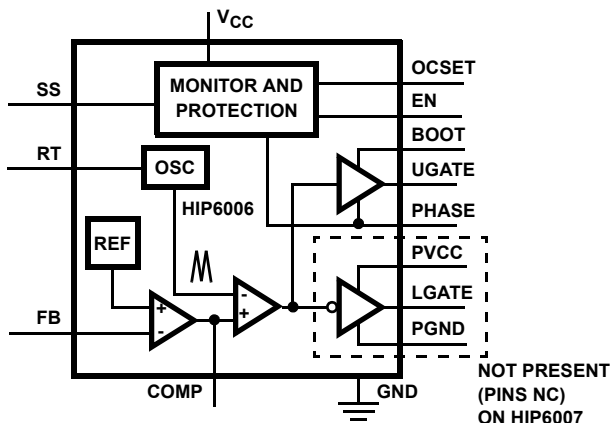 VCC
MONITOR AND
PROTECTION
OCSET
SS
EN
BOOT
RT
OSC
UGATE
HIP6006
PHASE
REF
PVCC
+
-
-
+
LGATE
FB
PGND
COMP
GND
NOT PRESENT
(PINS NC)
ON HIP6007